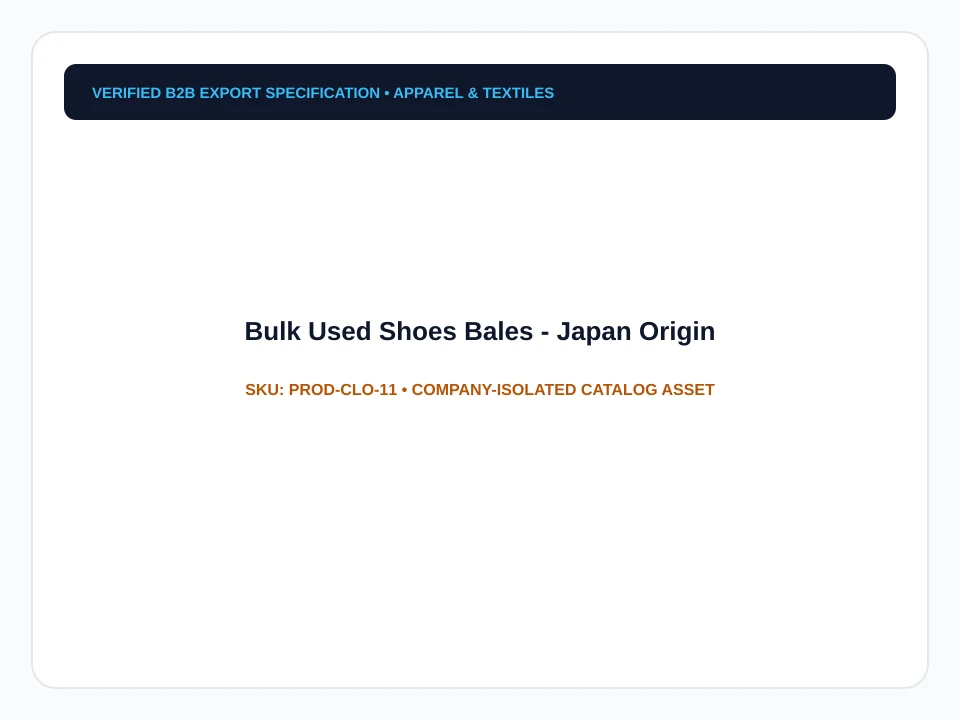 VERIFIED B2B EXPORT SPECIFICATION • APPAREL & TEXTILES
Bulk Used Shoes Bales - Japan Origin
SKU: PROD-CLO-11 • COMPANY-ISOLATED CATALOG ASSET